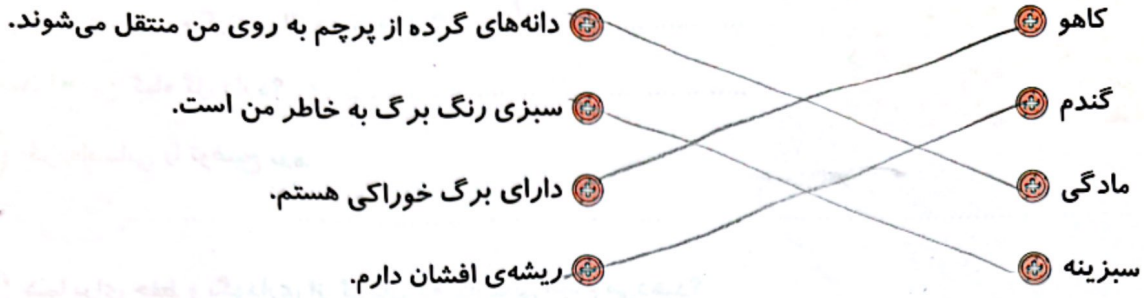 کاهو
دانه‌های گرده از پرچم به روی من منتقل می‌شوند.
گندم
سبزی رنگ برگ به خاطر من است.
مادگی
دارای برگ خوراکی هستم.
سبزینه
ریشه‌ی افشان دارم.